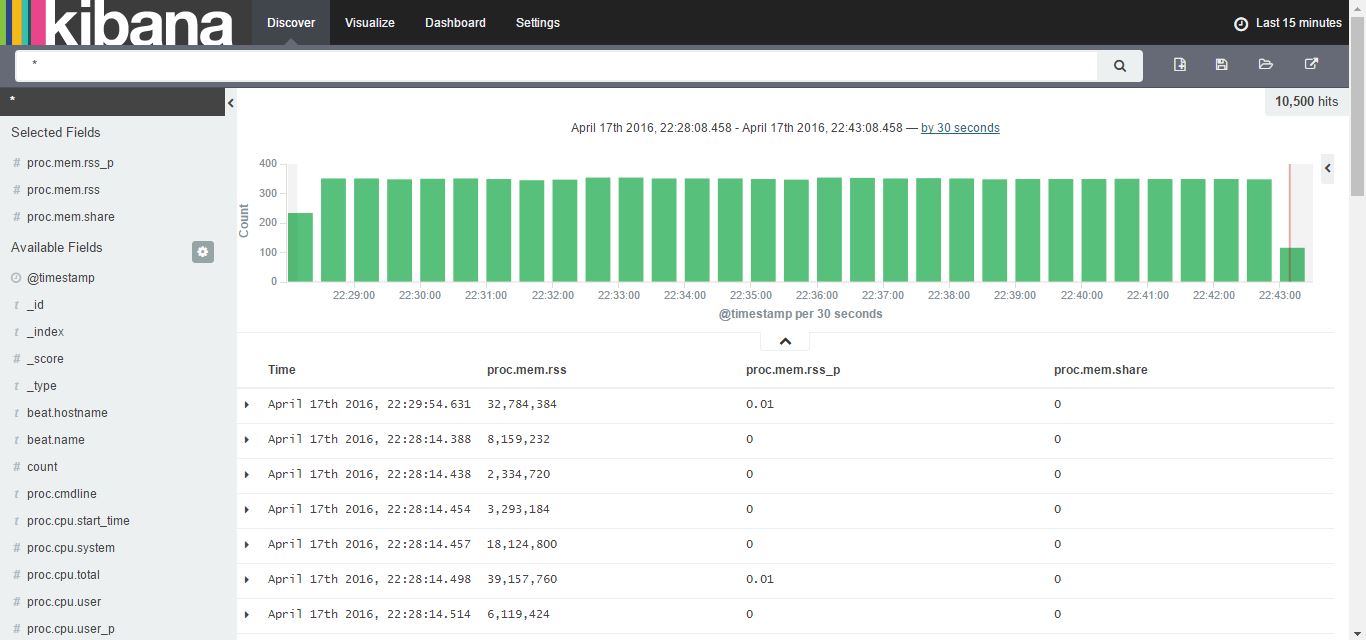 kibana Discover Visualize Dashboard Settings Last 15 minutes
*
*
10,500 hits
Selected Fields
# proc.mem.rss_p
# proc.mem.rss
# proc.mem.share
Available Fields
@timestamp
t _id
t _index
# _score
t _type
t beat.hostname
t beat.name
# count
t proc.cmdline
t proc.cpu.start_time
# proc.cpu.system
# proc.cpu.total
# proc.cpu.user
# proc.cpu.user_p
April 17th 2016, 22:28:08.458 - April 17th 2016, 22:43:08.458 — by 30 seconds
Count
400
300
200
100
0
22:29:00 22:30:00 22:31:00 22:32:00 22:33:00 22:34:00 22:35:00 22:36:00 22:37:00 22:38:00 22:39:00 22:40:00 22:41:00 22:42:00 22:43:00
@timestamp per 30 seconds
Time proc.mem.rss proc.mem.rss_p proc.mem.share
April 17th 2016, 22:29:54.631 32,784,384 0.01 0
April 17th 2016, 22:28:14.388 8,159,232 0 0
April 17th 2016, 22:28:14.438 2,334,720 0 0
April 17th 2016, 22:28:14.454 3,293,184 0 0
April 17th 2016, 22:28:14.457 18,124,800 0 0
April 17th 2016, 22:28:14.498 39,157,760 0.01 0
April 17th 2016, 22:28:14.514 6,119,424 0 0